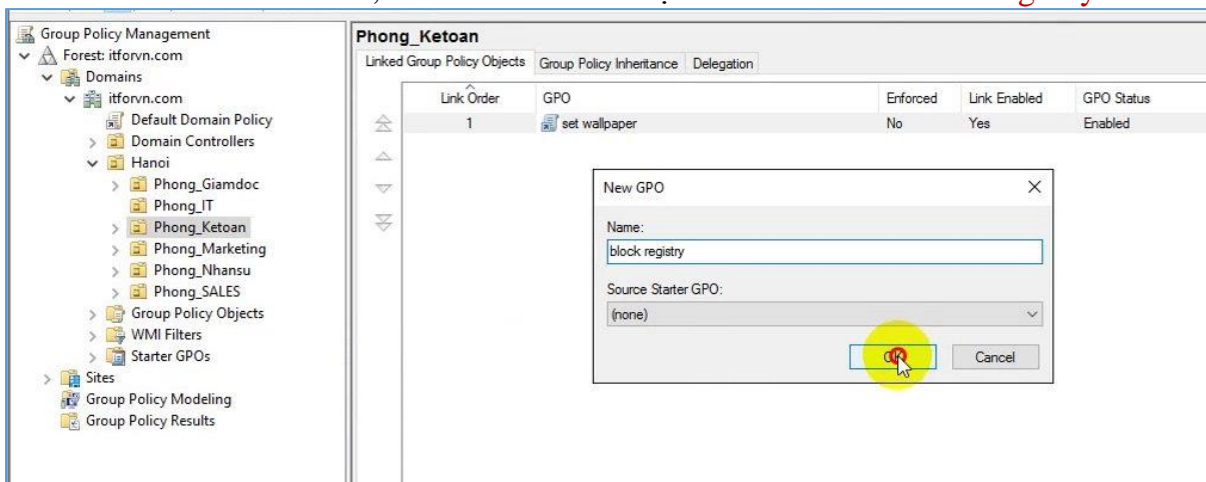 Group Policy Management
Forest: itforvn.com
Domains
itforvn.com
Default Domain Policy
Domain Controllers
Hanoi
Phong_Giamdoc
Phong_IT
Phong_Ketoan
Phong_Marketing
Phong_Nhansu
Phong_SALES
Group Policy Objects
WMI Filters
Starter GPOs
Sites
Group Policy Modeling
Group Policy Results
Phong_Ketoan
Linked Group Policy Objects Group Policy Inheritance Delegation
Link Order GPO Enforced Link Enabled GPO Status
1 set wallpaper No Yes Enabled
New GPO
Name:
block registry
Source Starter GPO:
(none)
OK Cancel